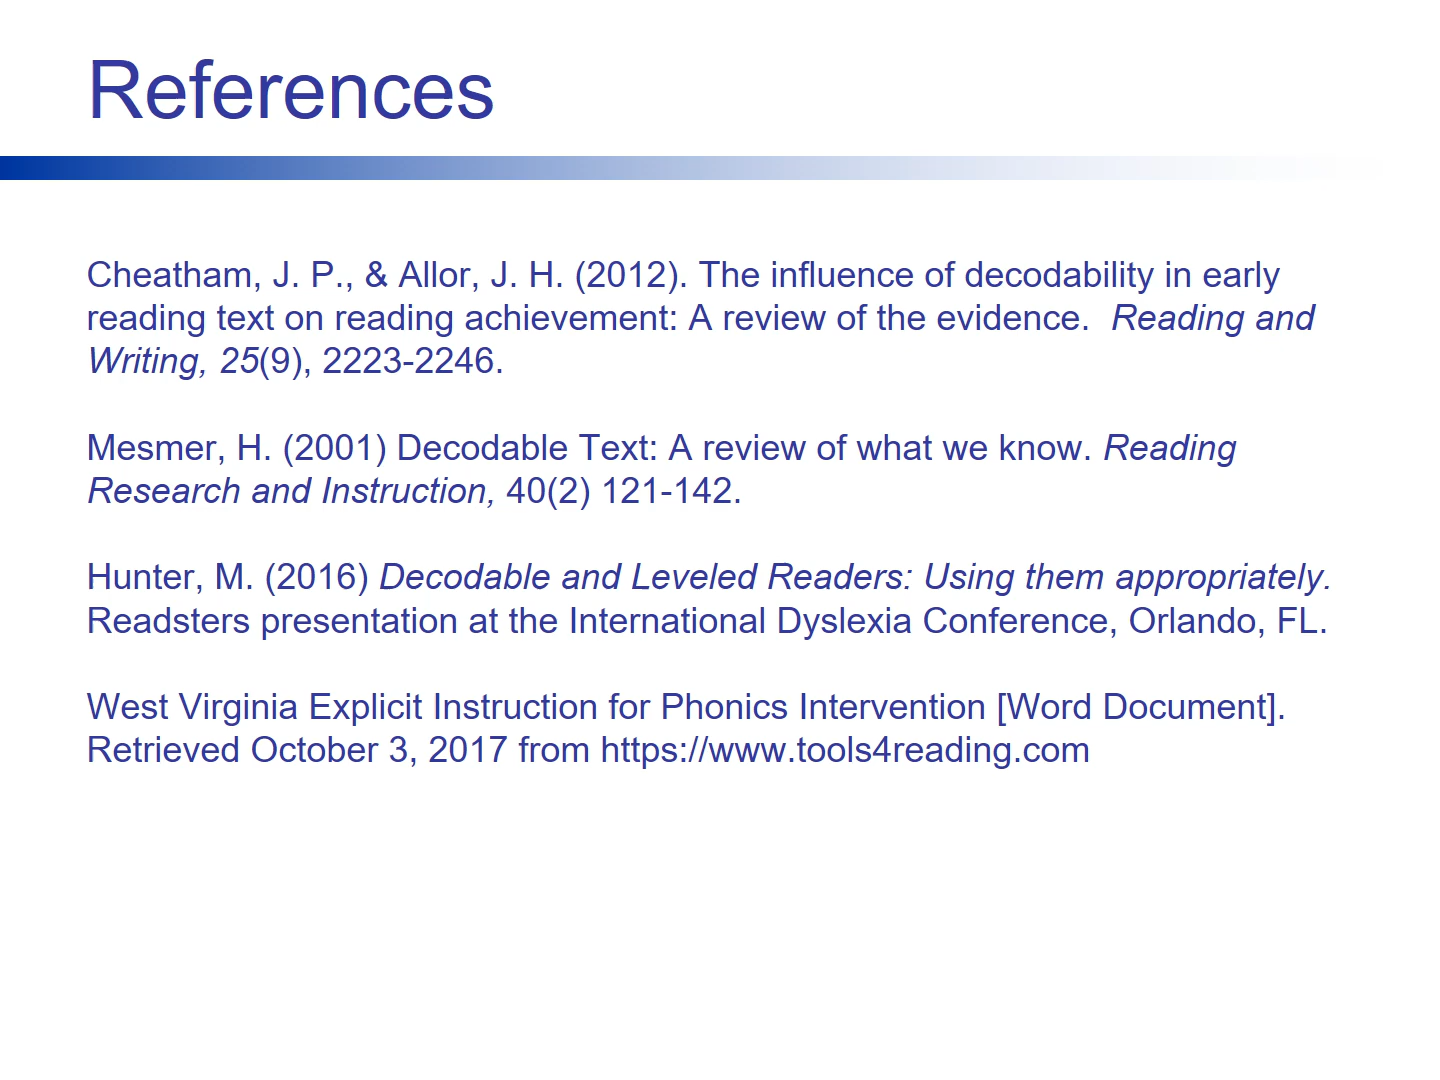 References
Cheatham, J. P., & Allor, J. H. (2012). The influence of decodability in early
reading text on reading achievement: A review of the evidence.  Reading and
Writing, 25(9), 2223-2246.
Mesmer, H. (2001) Decodable Text: A review of what we know. Reading
Research and Instruction, 40(2) 121-142.
Hunter, M. (2016) Decodable and Leveled Readers: Using them appropriately.
Readsters presentation at the International Dyslexia Conference, Orlando, FL.
West Virginia Explicit Instruction for Phonics Intervention [Word Document].
Retrieved October 3, 2017 from https://www.tools4reading.com